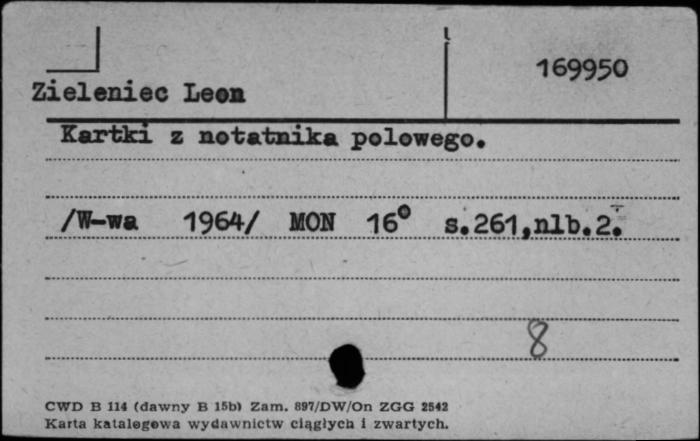 169950
Zieleniec Leon
Kartki z notatnika polowego.
/W-wa 1964/ MON 16° s.261,nlb.2.
8
CWD B 114 (dawny B 15b) Zam. 897/DW/On ZGG 2542
Karta katalogowa wydawnictw ciągłych i zwartych.